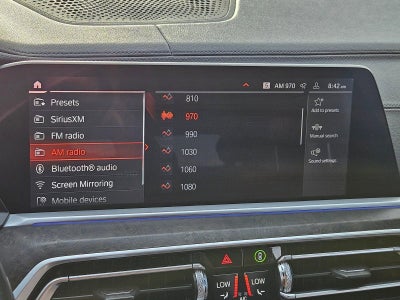 AM 970
8:42 am
Presets
SiriusXM
FM radio
AM radio
Bluetooth® audio
Screen Mirroring
Mobile devices
810
970
990
1030
1060
1080
Add to presets
Manual search
Sound settings
LOW
LOW